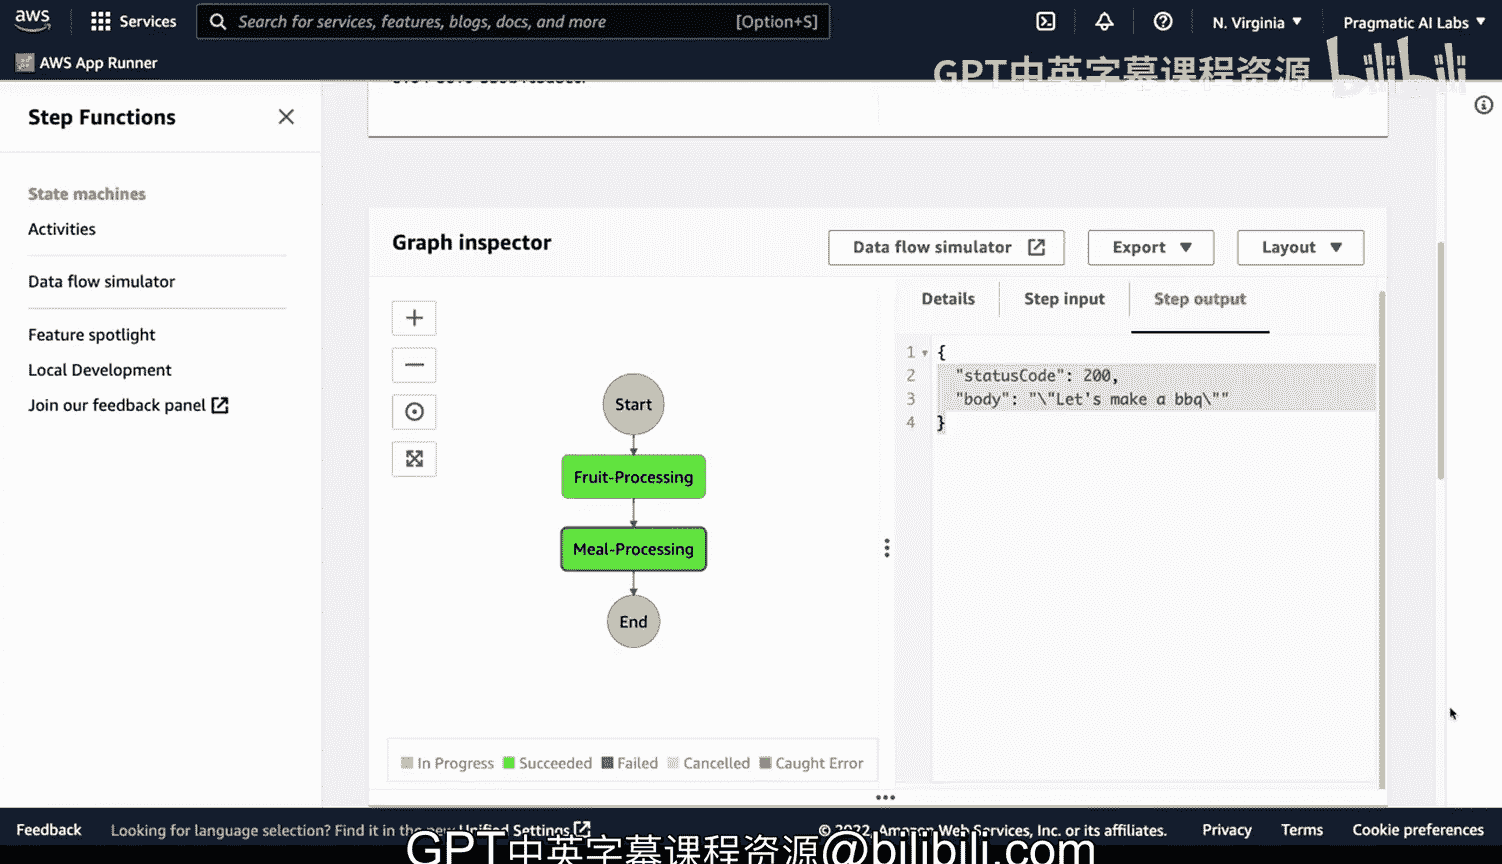 aws
Services
Search for services, features, blogs, docs, and more
[Option+S]
N. Virginia
Pragmatic AI Labs
AWS App Runner
GPT中英字幕课程资源
bilibili
Step Functions
State machines
Activities
Data flow simulator
Feature spotlight
Local Development
Join our feedback panel
Graph inspector
Data flow simulator
Export
Layout
Details
Step input
Step output
1 {
2 "statusCode": 200,
3 "body": "\"Let's make a bbq\""
4 }
Start
Fruit-Processing
Meal-Processing
End
In Progress
Succeeded
Failed
Cancelled
Caught Error
Feedback
Looking for language selection? Find it in the new Unified Settings
© 2022, Amazon Web Services, Inc. or its affiliates.
Privacy
Terms
Cookie preferences
GPT中英字幕课程资源@bilibili.com